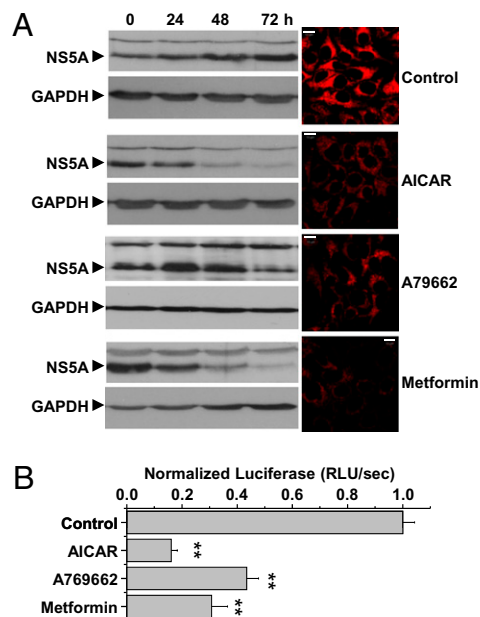 A
0 24 48 72 h
NS5A
GAPDH
Control
NS5A
GAPDH
AICAR
NS5A
GAPDH
A79662
NS5A
GAPDH
Metformin
B
Normalized Luciferase (RLU/sec)
0.0 0.2 0.4 0.6 0.8 1.0
Control
AICAR **
A769662 **
Metformin **